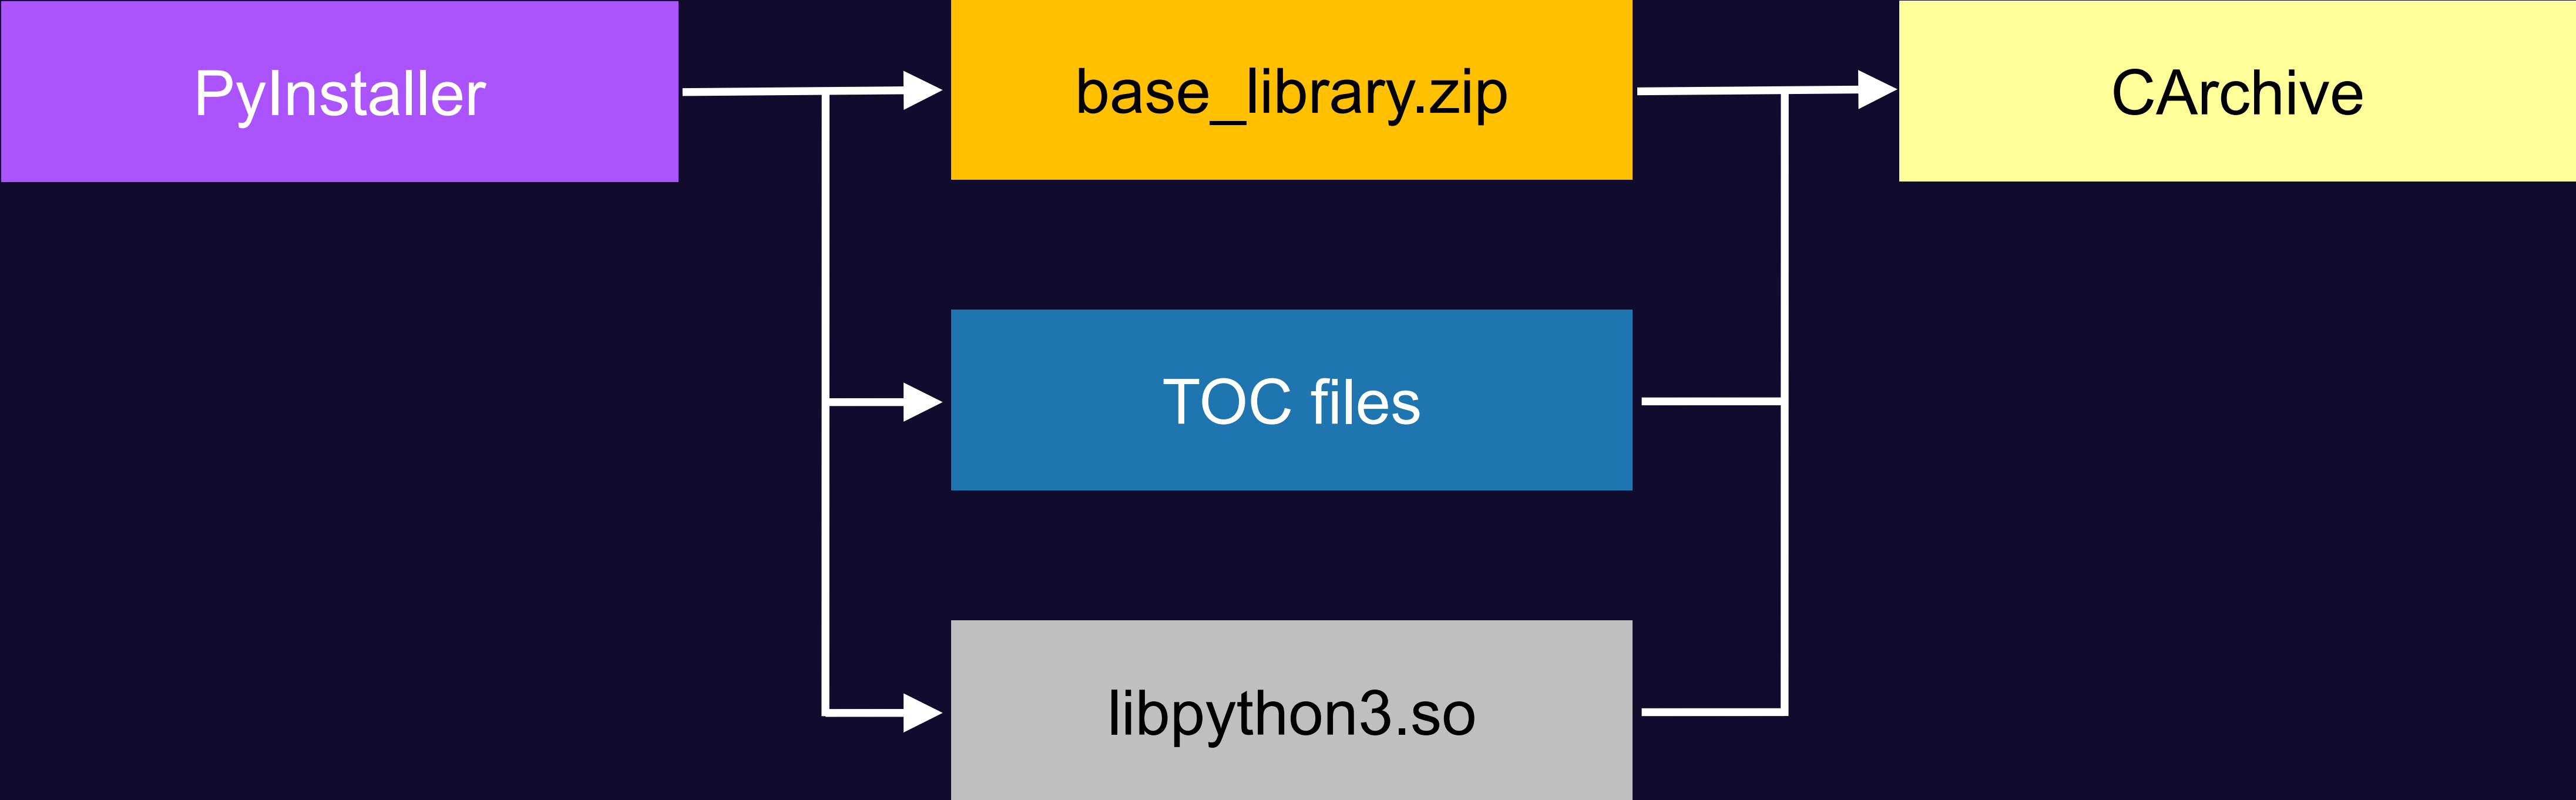 PyInstaller
base_library.zip
CArchive
TOC files
libpython3.so